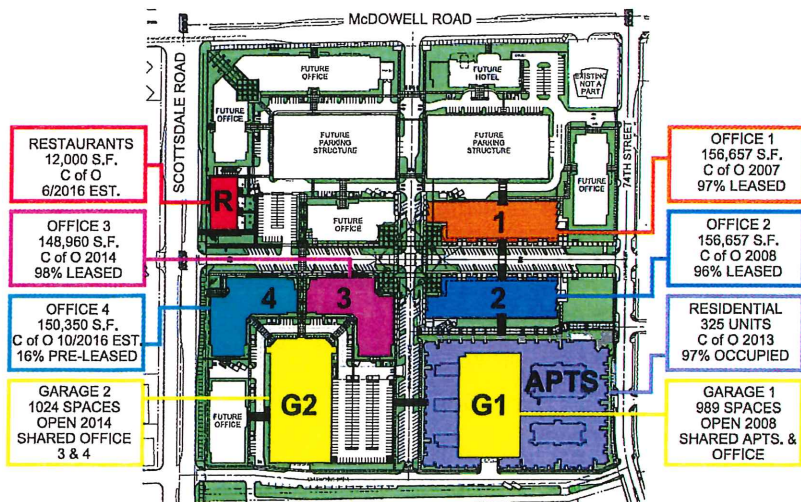 McDOWELL ROAD
SCOTTSDALE ROAD
74TH STREET
FUTURE
OFFICE
FUTURE
HOTEL
EXISTING
NOT A
PART
FUTURE
OFFICE
FUTURE
PARKING
STRUCTURE
FUTURE
PARKING
STRUCTURE
FUTURE
OFFICE
FUTURE
OFFICE
R
1
4
3
2
FUTURE
OFFICE
G2
G1
APTS
RESTAURANTS
12,000 S.F.
C of O
6/2016 EST.
OFFICE 3
148,960 S.F.
C of O 2014
98% LEASED
OFFICE 4
150,350 S.F.
C of O 10/2016 EST.
16% PRE-LEASED
GARAGE 2
1024 SPACES
OPEN 2014
SHARED OFFICE
3 & 4
OFFICE 1
156,657 S.F.
C of O 2007
97% LEASED
OFFICE 2
156,657 S.F.
C of O 2008
96% LEASED
RESIDENTIAL
325 UNITS
C of O 2013
97% OCCUPIED
GARAGE 1
989 SPACES
OPEN 2008
SHARED APTS. &
OFFICE